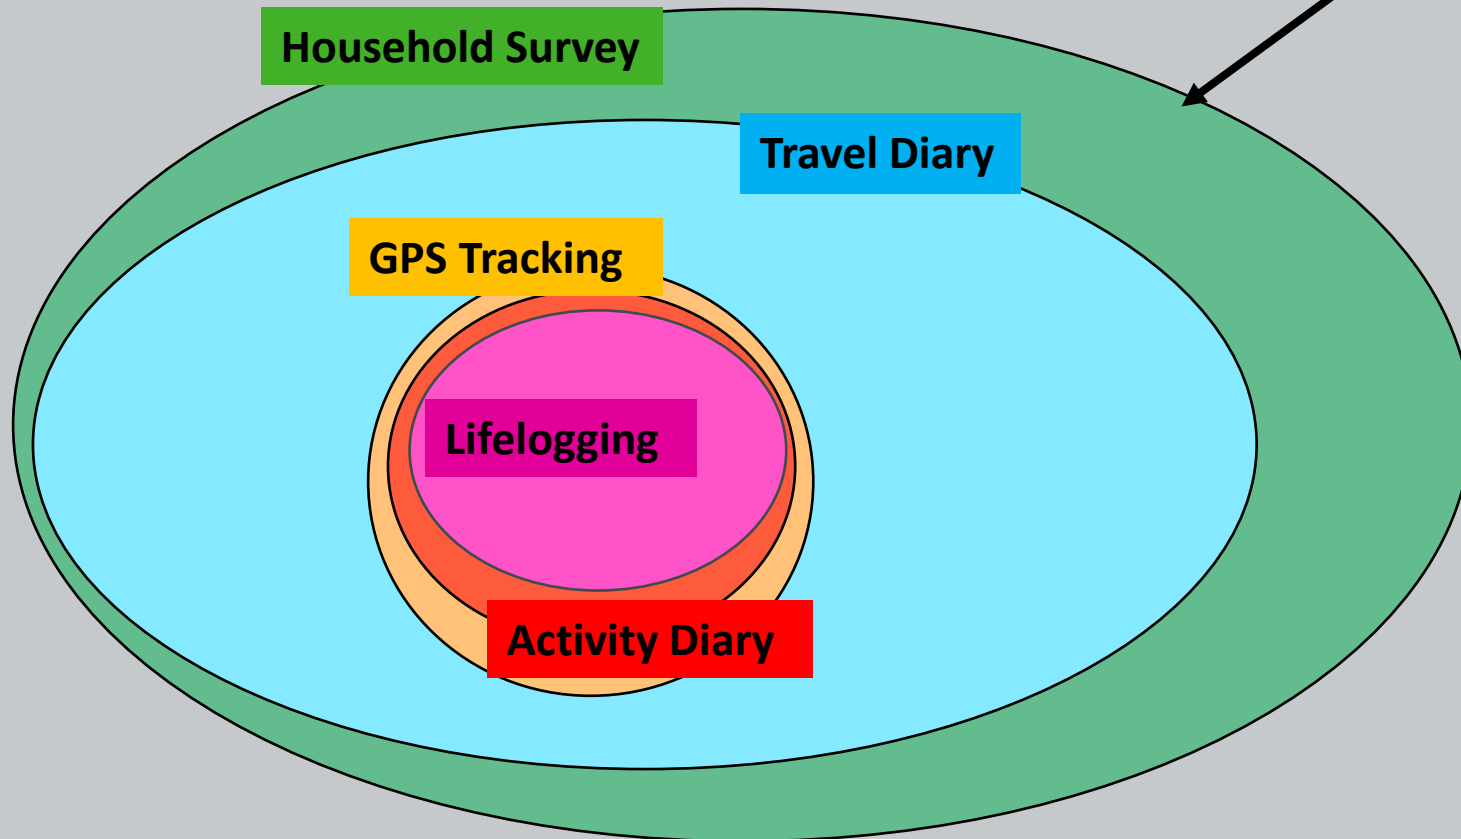 Household Survey
Travel Diary
GPS Tracking
Lifelogging
Activity Diary